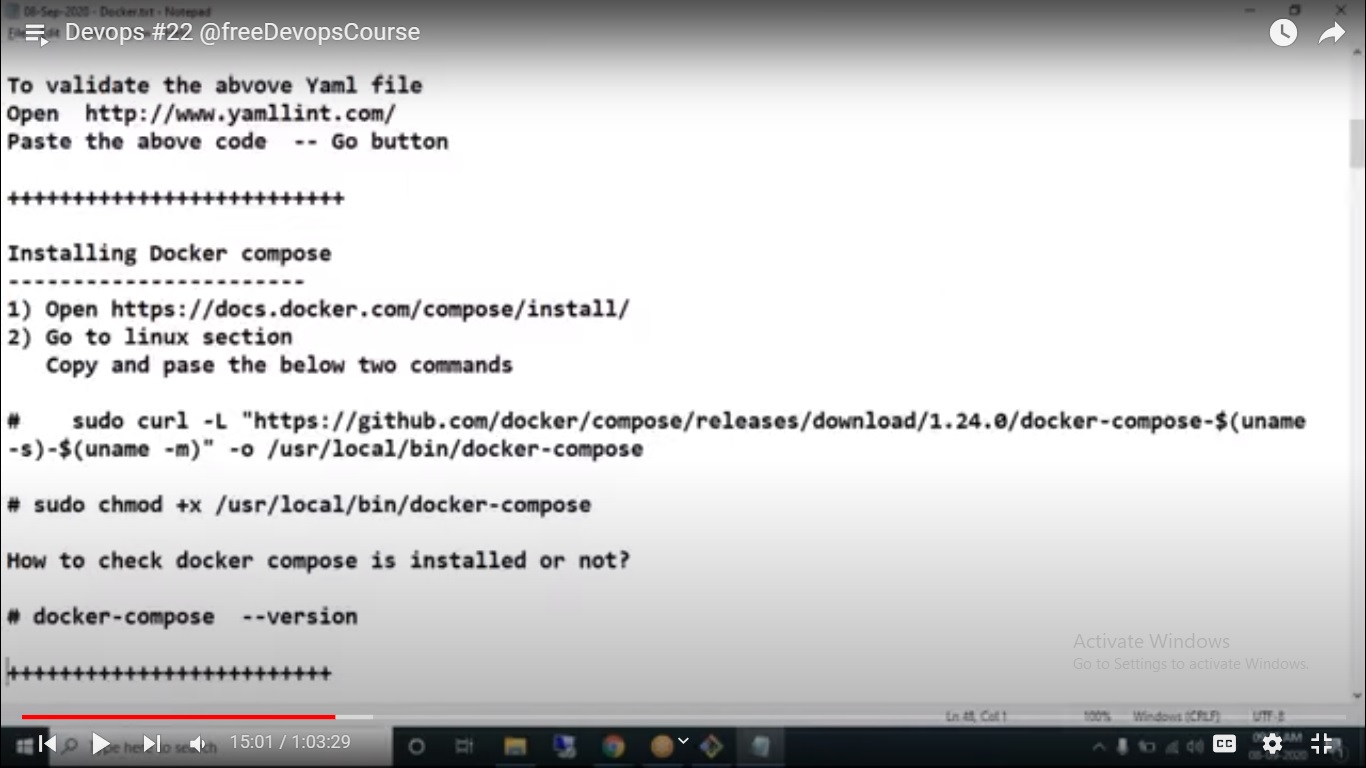 08-Sep-2020 - Docker.txt - Notepad
Devops #22 @freeDevopsCourse
To validate the abvove Yaml file
Open  http://www.yamllint.com/
Paste the above code  -- Go button
++++++++++++++++++++++++++
Installing Docker compose
-----------------------
1) Open https://docs.docker.com/compose/install/
2) Go to linux section
Copy and pase the below two commands
#    sudo curl -L "https://github.com/docker/compose/releases/download/1.24.0/docker-compose-$(uname
-s)-$(uname -m)" -o /usr/local/bin/docker-compose
# sudo chmod +x /usr/local/bin/docker-compose
How to check docker compose is installed or not?
# docker-compose  --version
+++++++++++++++++++++++++
Activate Windows
Go to Settings to activate Windows.
Ln 48, Col 1 100% Windows (CRLF) UTF-8
15:01 / 1:03:29
CC
08-09-2020